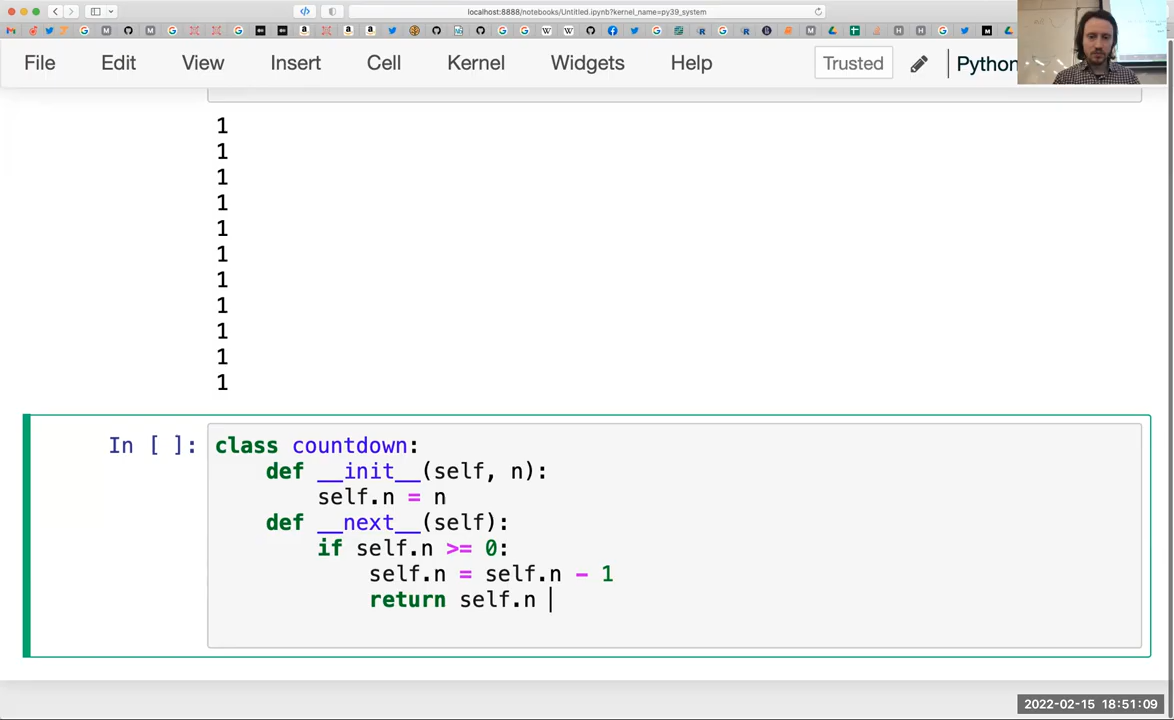 localhost:8888/notebooks/Untitled.ipynb?kernel_name=py39_system
File Edit View Insert Cell Kernel Widgets Help Trusted Python
1
1
1
1
1
1
1
1
1
1
1
In [ ]:
class countdown:
def __init__(self, n):
self.n = n
def __next__(self):
if self.n >= 0:
self.n = self.n - 1
return self.n
2022-02-15 18:51:09